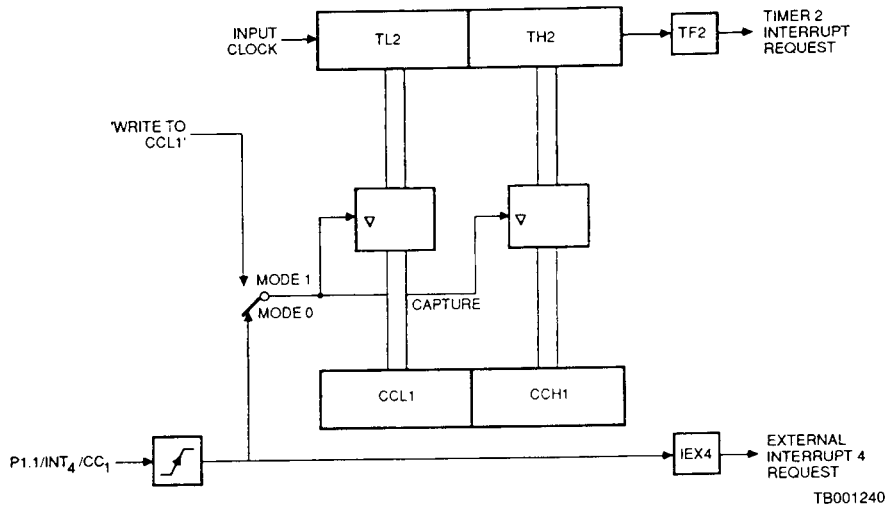 INPUT
CLOCK
TL2
TH2
TF2
TIMER 2
INTERRUPT
REQUEST
'WRITE TO
CCL1'
MODE 1
MODE 0
CAPTURE
CCL1
CCH1
P1.1/INT4/CC1
IEX4
EXTERNAL
INTERRUPT 4
REQUEST
TB001240